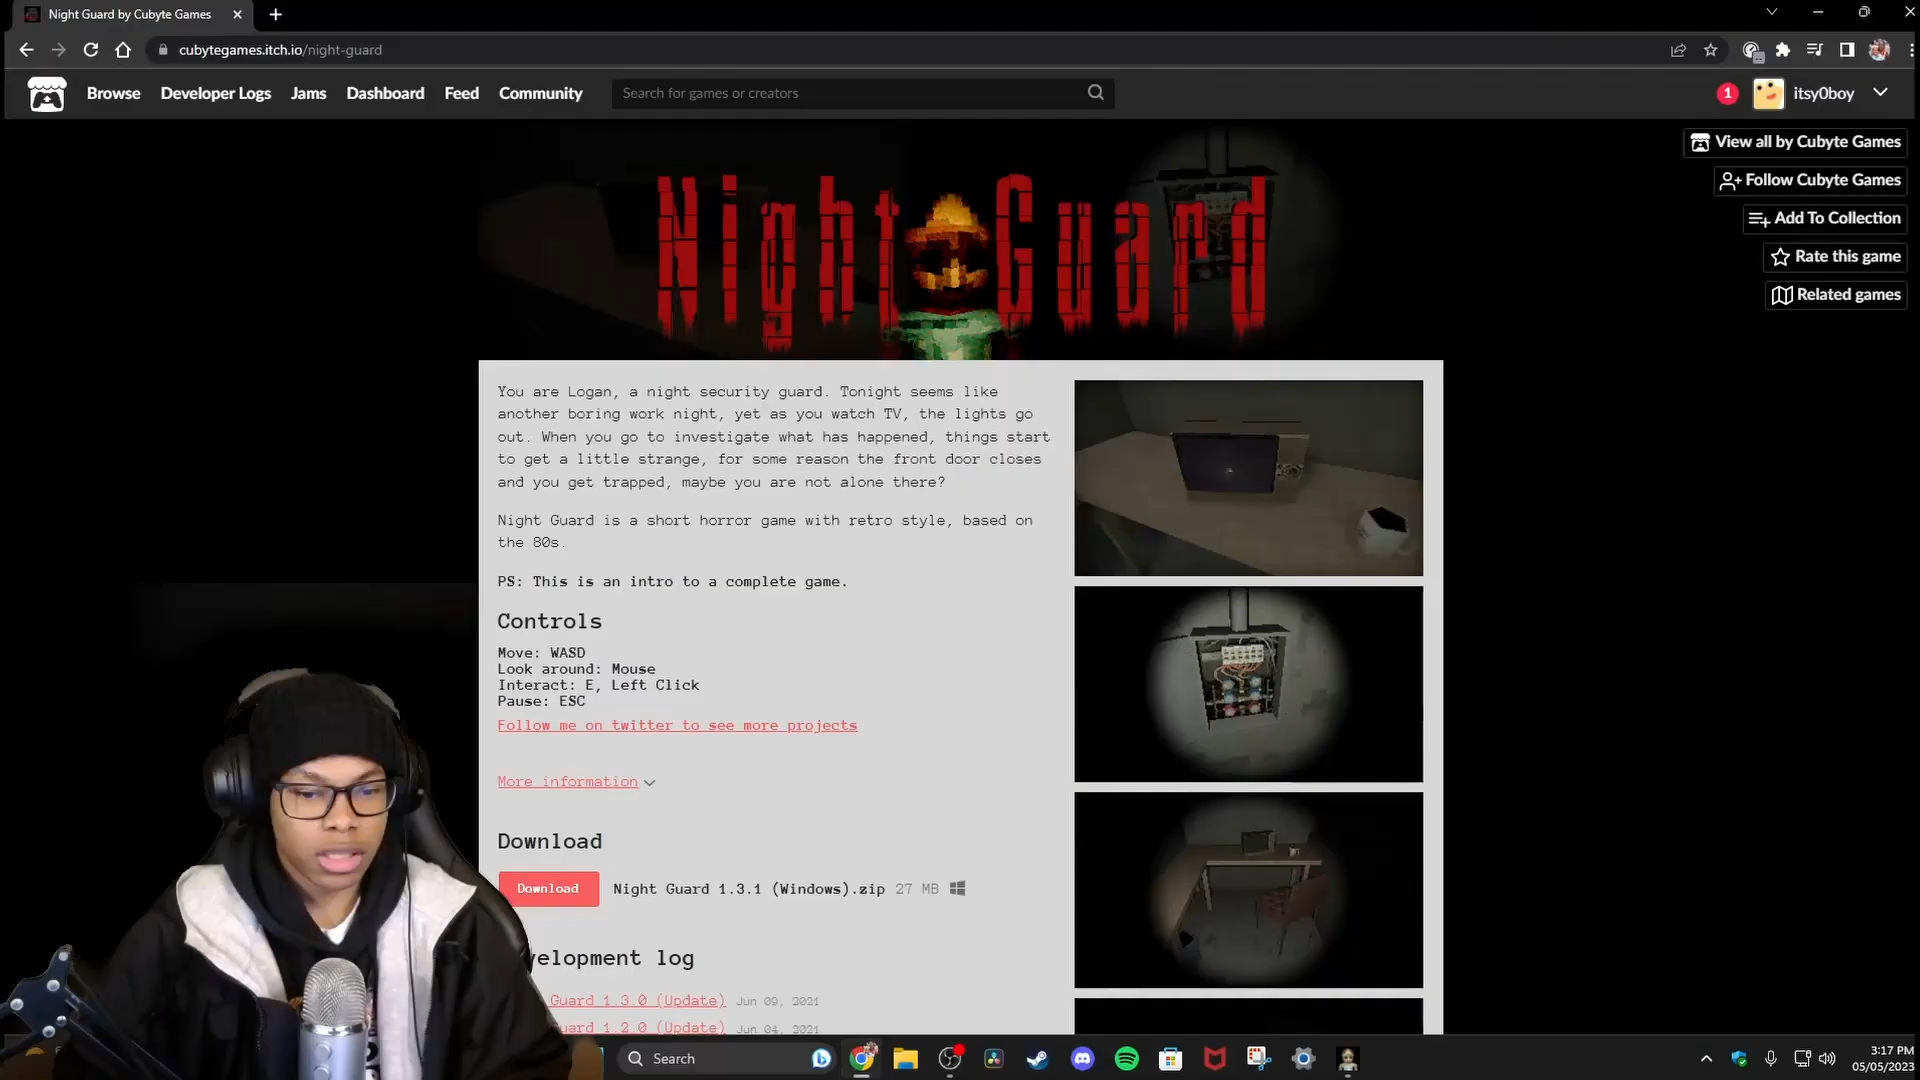 Night Guard by Cubyte Games
cubytegames.itch.io/night-guard
Browse
Developer Logs
Jams
Dashboard
Feed
Community
Search for games or creators
1
itsy0boy
View all by Cubyte Games
Follow Cubyte Games
Add To Collection
Rate this game
Related games
Night Guard
You are Logan, a night security guard. Tonight seems like
another boring work night, yet as you watch TV, the lights go
out. When you go to investigate what has happened, things start
to get a little strange, for some reason the front door closes
and you get trapped, maybe you are not alone there?
Night Guard is a short horror game with retro style, based on
the 80s.
PS: This is an intro to a complete game.
Controls
Move: WASD
Look around: Mouse
Interact: E, Left Click
Pause: ESC
Follow me on twitter to see more projects
More information
Download
Download
Night Guard 1.3.1 (Windows).zip 27 MB
velopment log
Guard 1.3.0 (Update) Jun 09, 2021
uard 1.2.0 (Update) Jun 04, 2021
Search
3:17 PM
05/05/2023